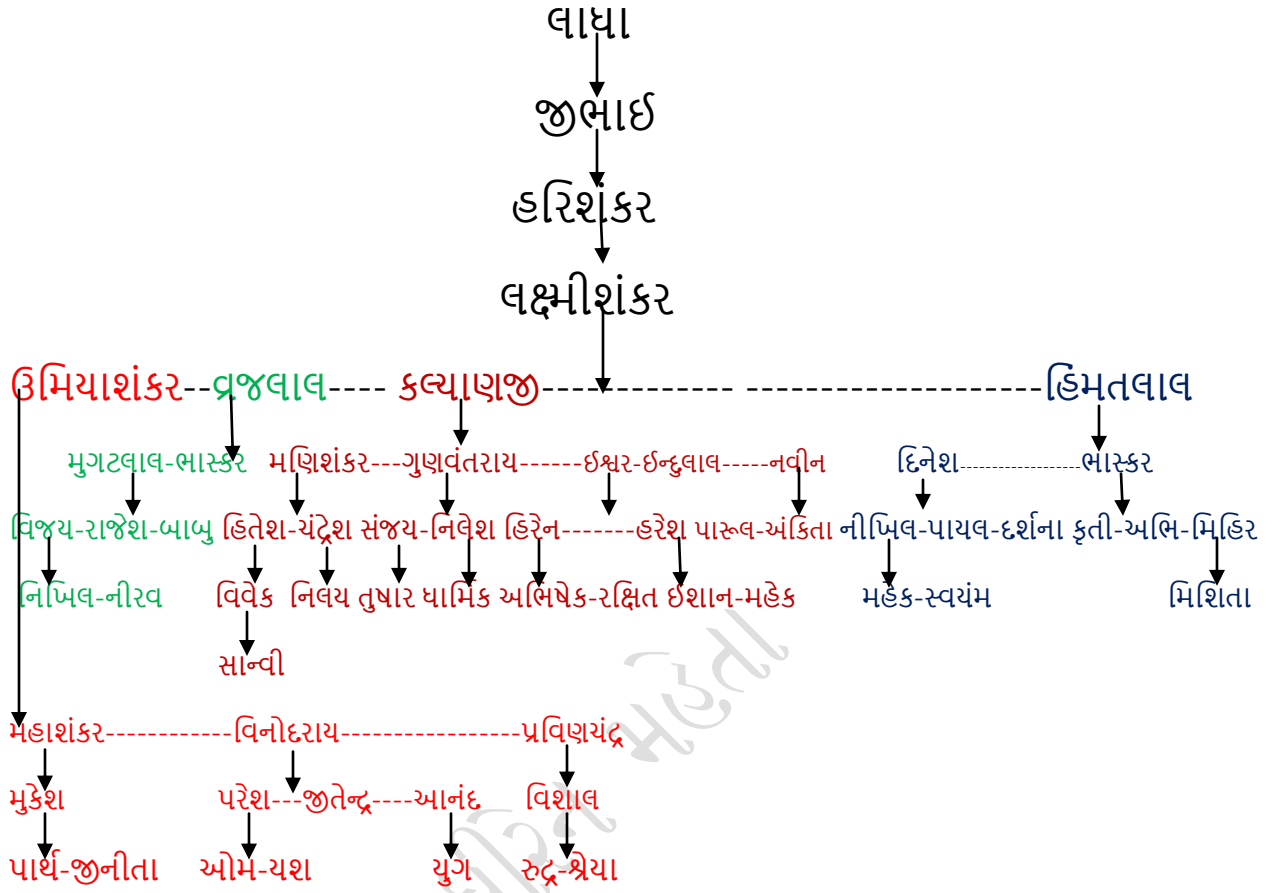 લાધા
જીભાઈ
હરિશંકર
લક્ષ્મીશંકર
ઉમિયાશંકર--વ્રજલાલ---- કલ્યાણજી--------------- ----------------------હિમતલાલ
મુગટલાલ-ભાસ્કર મણિશંકર---ગુણવંતરાય------ઈશ્વર-ઈન્દુલાલ-----નવીન દિનેશ-------------------ભાસ્કર
વિજય-રાજેશ-બાબુ હિતેશ-ચંદ્રેશ સંજય-નિલેશ હિરેન-------હરેશ પારૂલ-અંકિતા નીખિલ-પાયલ-દર્શના કૃતી-અભિ-મિહિર
નિખિલ-નીરવ વિવેક નિલય તુષાર ધાર્મિક અભિષેક-રક્ષિત ઈશાન-મહેક મહેક-સ્વયંમ મિશિતા
સાન્વી
મહાશંકર------------વિનોદરાય-----------------પ્રવિણચંદ્ર
મુકેશ પરેશ---જીતેન્દ્ર----આનંદ વિશાલ
પાર્થ-જીનીતા ઓમ-યશ યુગ રુદ્ર-શ્રેયા
મહેતા